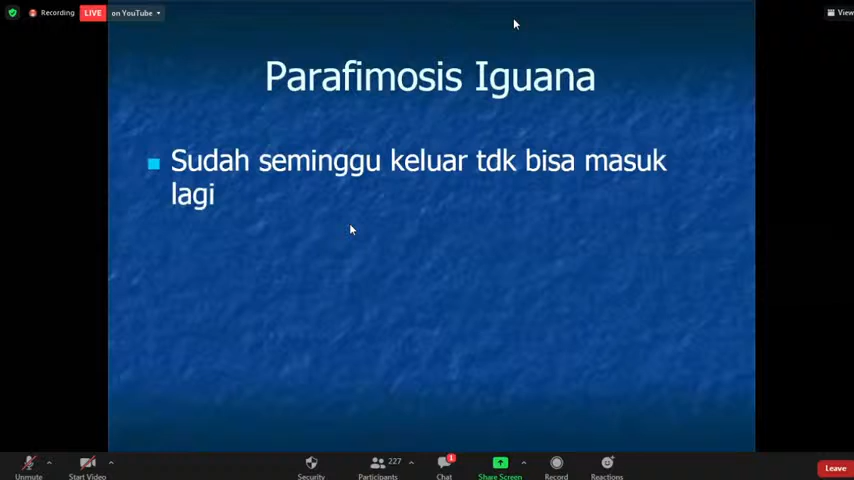 Recording LIVE on YouTube View
Parafimosis Iguana
Sudah seminggu keluar tdk bisa masuk
lagi
227 1
Unmute Start Video Security Participants Chat Share Screen Record Reactions Leave